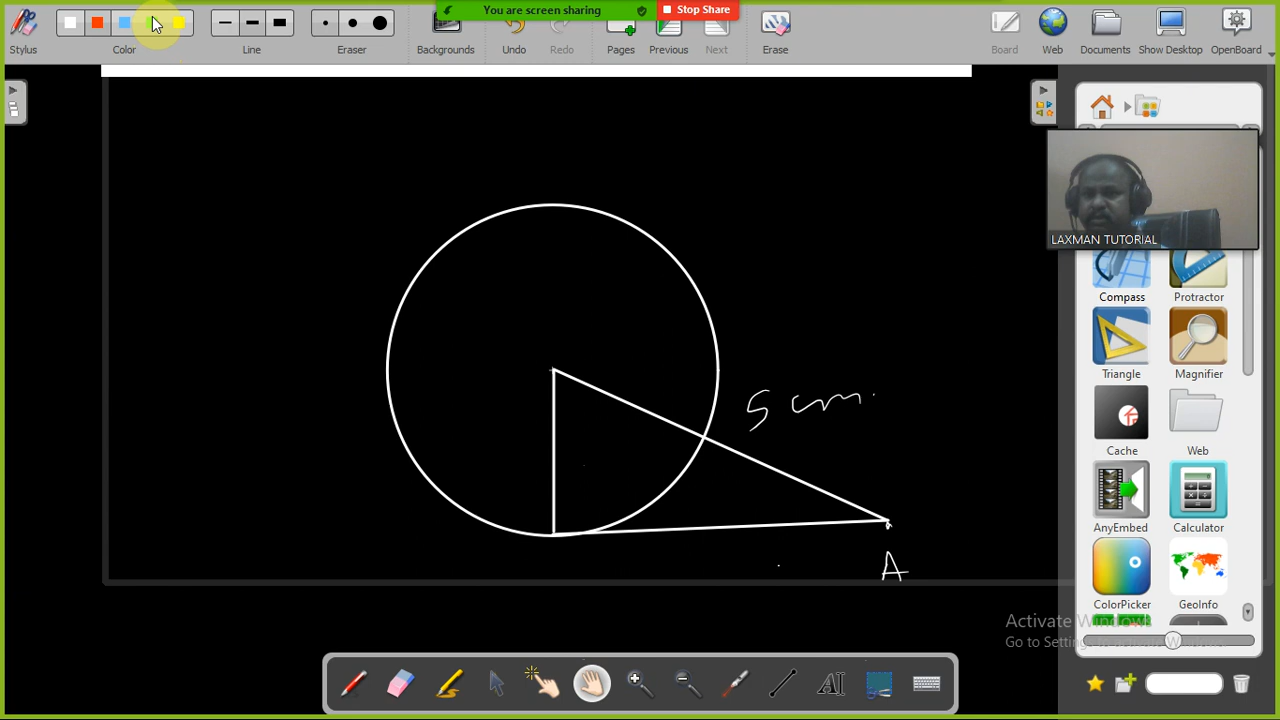 You are screen sharing
Stop Share
Stylus
Color
Line
Eraser
Backgrounds
Undo
Redo
Pages
Previous
Next
Erase
Board
Web
Documents
Show Desktop
OpenBoard
LAXMAN TUTORIAL
Compass
Protractor
Triangle
Magnifier
Cache
Web
AnyEmbed
Calculator
ColorPicker
GeoInfo
5 cm.
A
Activate Windows
Go to Settings to activate Windows.
AI